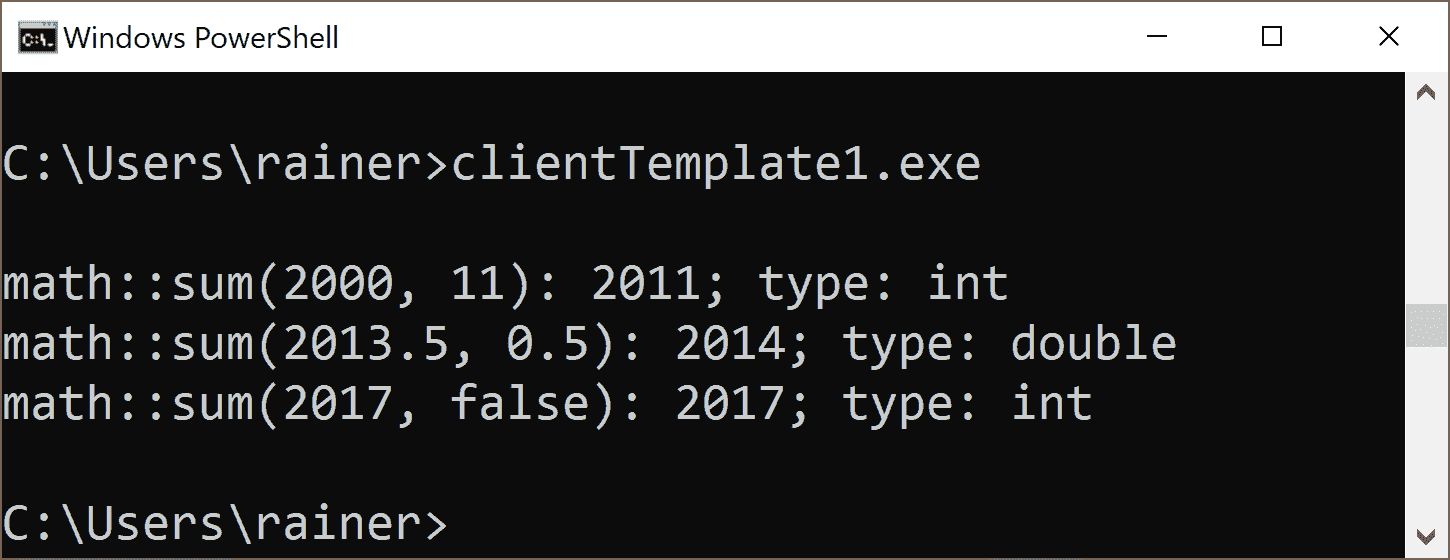 Windows PowerShell
C:\Users\rainer>clientTemplate1.exe
math::sum(2000, 11): 2011; type: int
math::sum(2013.5, 0.5): 2014; type: double
math::sum(2017, false): 2017; type: int
C:\Users\rainer>